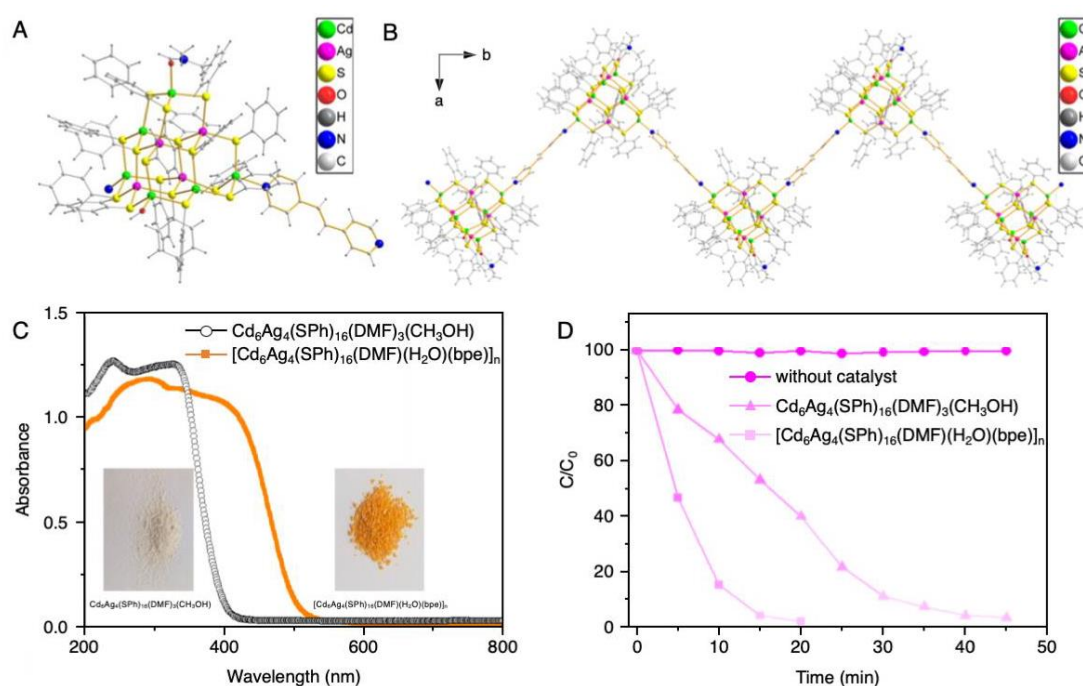 A
Cd
Ag
S
O
H
N
C
B
b
a
C
A
S
O
H
N
C
C
1.5
1.0
0.5
0.0
Absorbance
Cd₆Ag₄(SPh)₁₆(DMF)₃(CH₃OH)
[Cd₆Ag₄(SPh)₁₆(DMF)(H₂O)(bpe)]ₙ
Cd₆Ag₄(SPh)₁₆(DMF)₃(CH₃OH)
[Cd₆Ag₄(SPh)₁₆(DMF)(H₂O)(bpe)]ₙ
200 300 400 500 600 700 800
Wavelength (nm)
D
100
80
60
40
20
0
C/C₀
without catalyst
Cd₆Ag₄(SPh)₁₆(DMF)₃(CH₃OH)
[Cd₆Ag₄(SPh)₁₆(DMF)(H₂O)(bpe)]ₙ
0 10 20 30 40 50
Time (min)